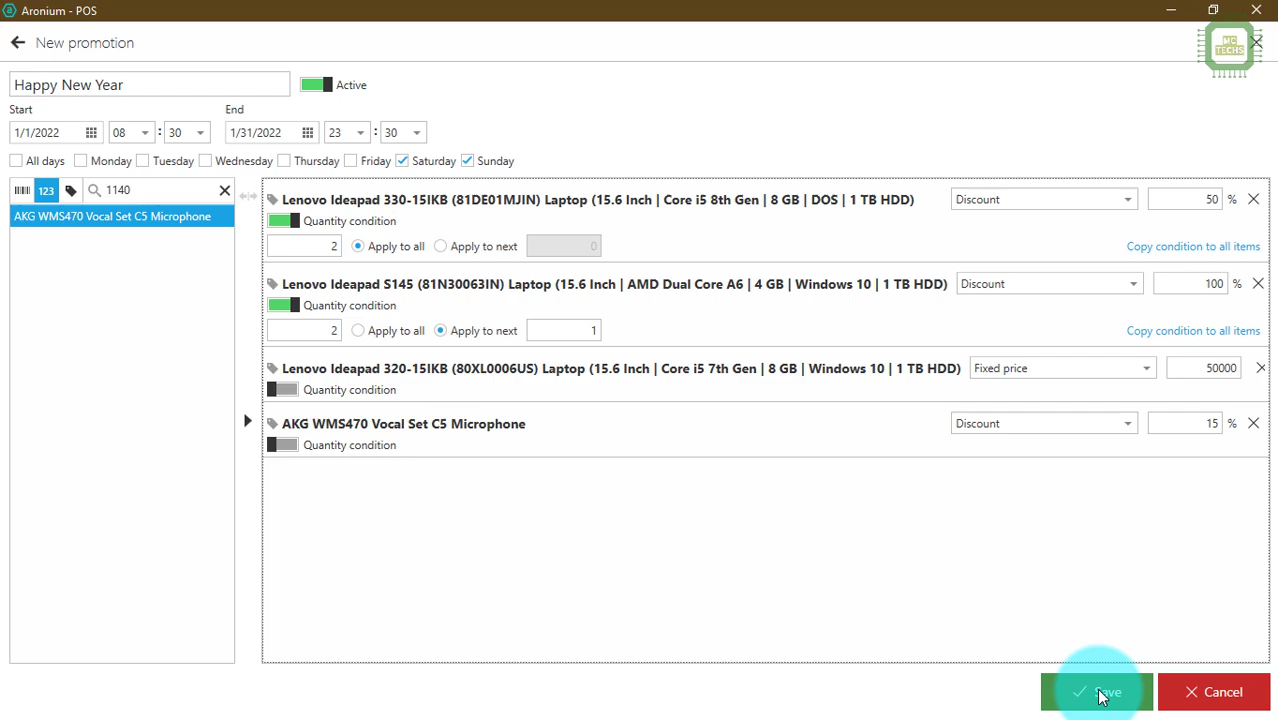 Aronium - POS
New promotion
MC TECHS
Happy New Year Active
Start End
1/1/2022 08 : 30 1/31/2022 23 : 30
All days Monday Tuesday Wednesday Thursday Friday Saturday Sunday
123 1140
AKG WMS470 Vocal Set C5 Microphone
Lenovo Ideapad 330-15IKB (81DE01MJIN) Laptop (15.6 Inch | Core i5 8th Gen | 8 GB | DOS | 1 TB HDD) Discount 50 %
Quantity condition
2 Apply to all Apply to next 0 Copy condition to all items
Lenovo Ideapad S145 (81N30063IN) Laptop (15.6 Inch | AMD Dual Core A6 | 4 GB | Windows 10 | 1 TB HDD) Discount 100 %
Quantity condition
2 Apply to all Apply to next 1 Copy condition to all items
Lenovo Ideapad 320-15IKB (80XL0006US) Laptop (15.6 Inch | Core i5 7th Gen | 8 GB | Windows 10 | 1 TB HDD) Fixed price 50000
Quantity condition
AKG WMS470 Vocal Set C5 Microphone Discount 15 %
Quantity condition
Save Cancel